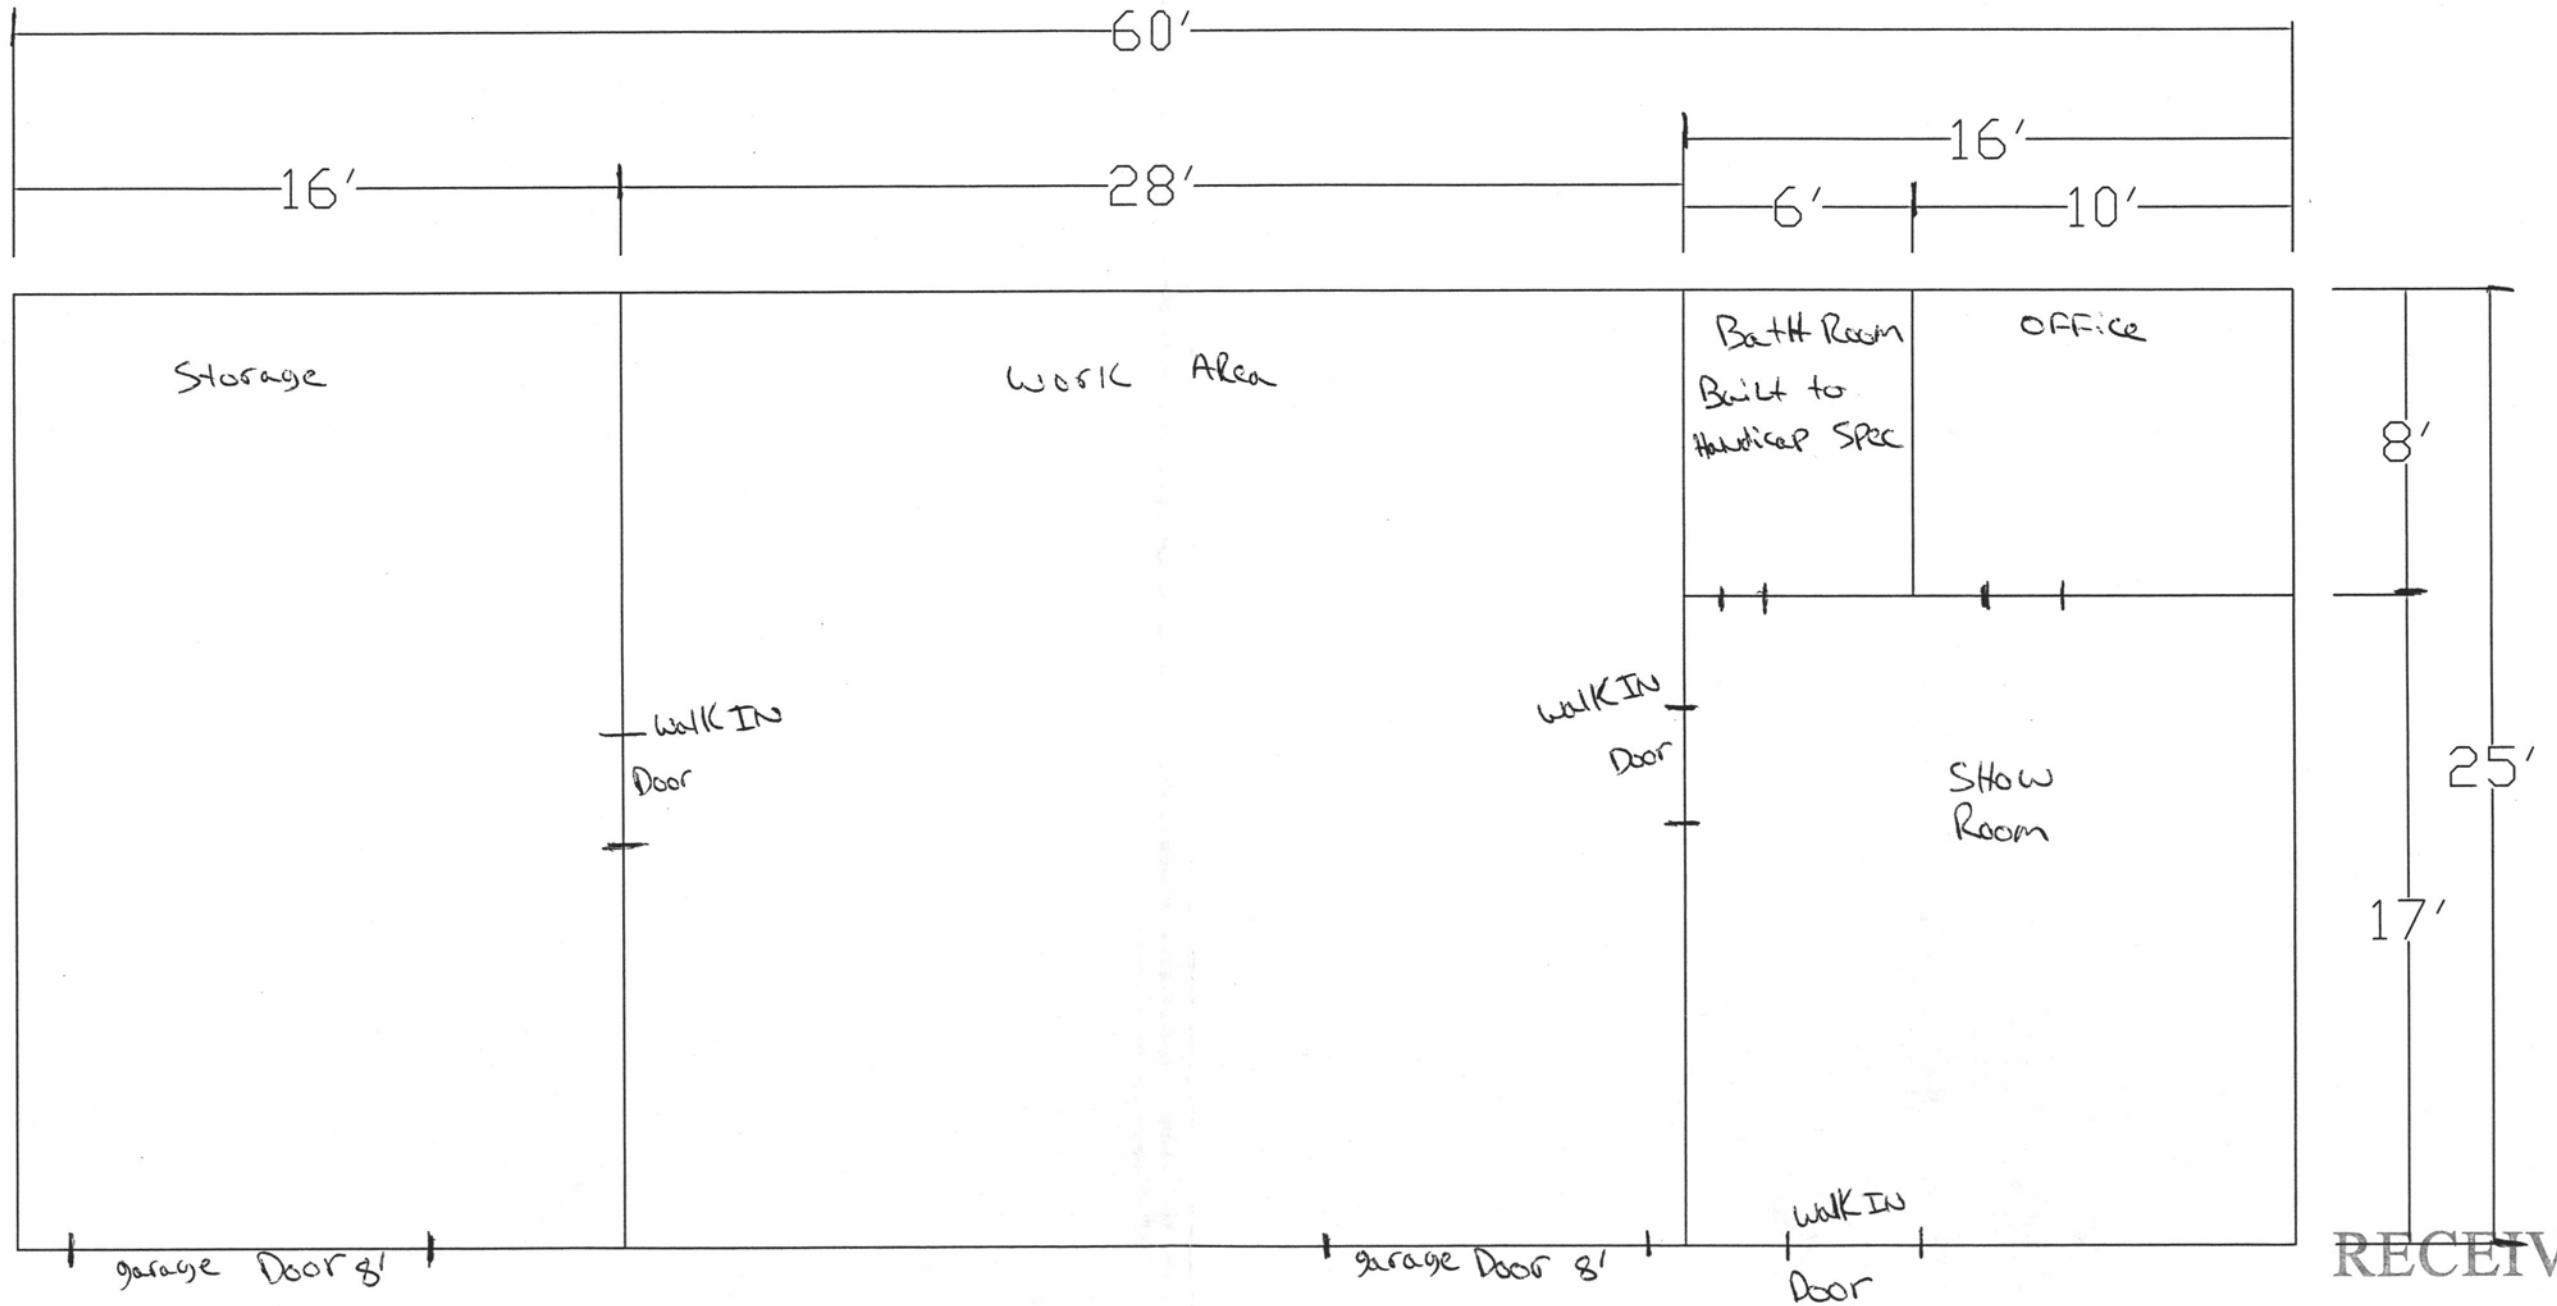 60'
16'
16'
28'
6'
10'
Storage
Work Area
BatH Room
Built to
Handicap Spec
OFFice
8'
walk IN
Door
walk IN
Door
SHow
Room
25'
17'
walk IN
Door
garage Door 8'
garage Door 8'
RECEIV